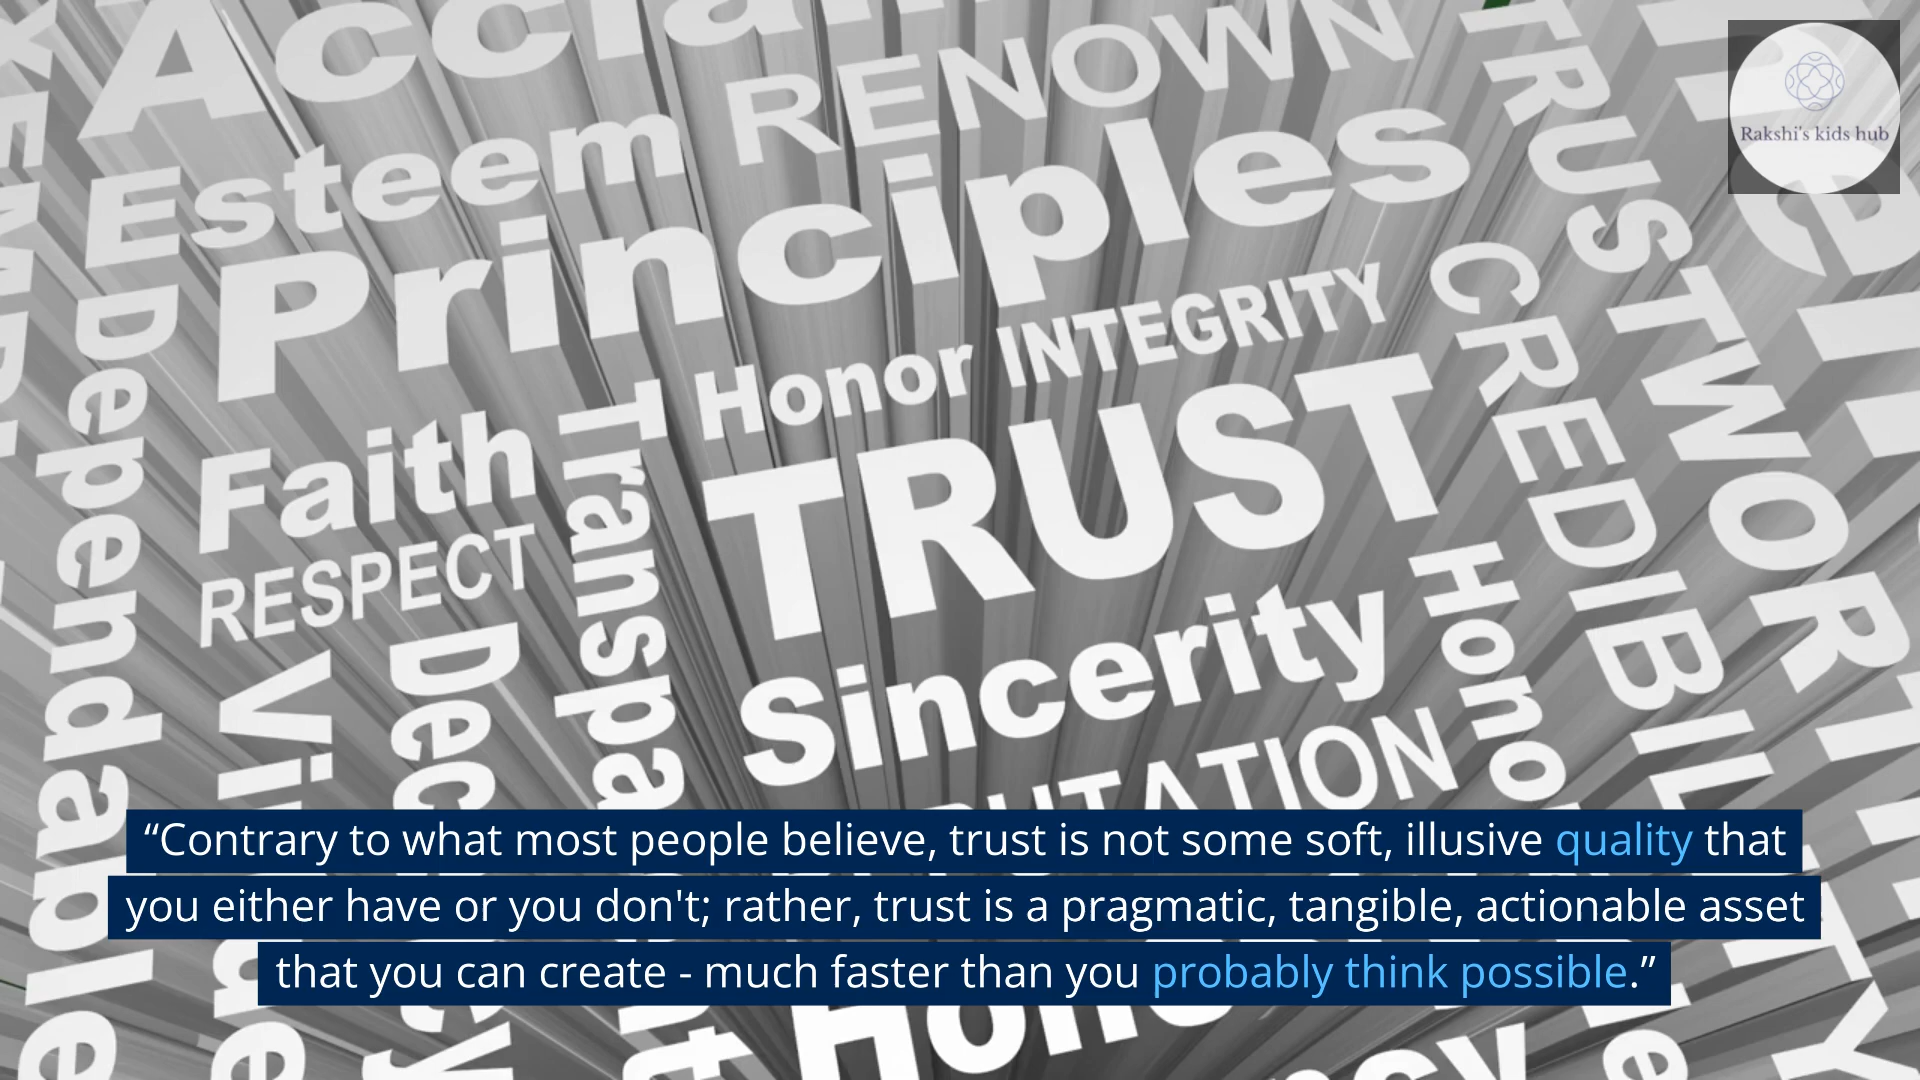 Acclai
RENOWN
Esteem
Principles
Honor INTEGRITY
TRUST
Sincerity
PUTATION
Faith
RESPECT
Transpa
Dependable
TRUSTWORTHY
CREDIBILITY
Hono
Rakshi's kids hub
“Contrary to what most people believe, trust is not some soft, illusive quality that
you either have or you don't; rather, trust is a pragmatic, tangible, actionable asset
that you can create - much faster than you probably think possible.”